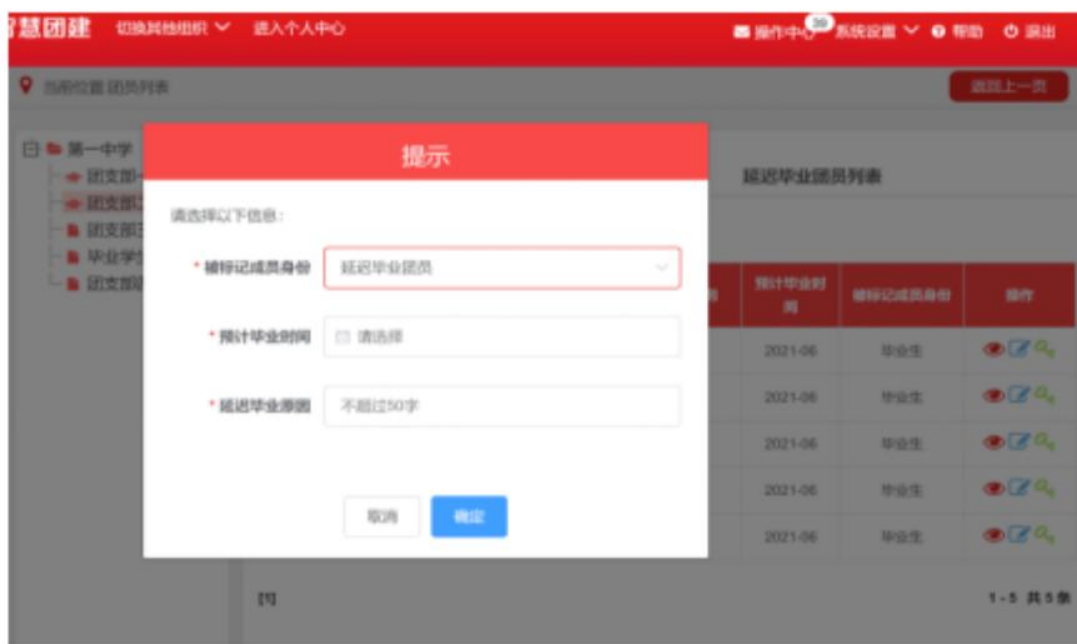 智慧团建 切换其他组织 进入个人中心 操作中心 39 系统设置 帮助 退出
当前位置 团员列表 返回上一页
第一中学
团支部一
团支部二
团支部三
毕业学生
团支部四
提示
请选择以下信息:
* 被标记成员身份 延迟毕业团员
* 预计毕业时间 请选择
* 延迟毕业原因 不超过50字
取消 确定
延迟毕业团员列表
预计毕业时间 被标记成员身份 操作
2021-06 毕业生
2021-06 毕业生
2021-06 毕业生
2021-06 毕业生
2021-06 毕业生
[1] 1 - 5 共 5 条